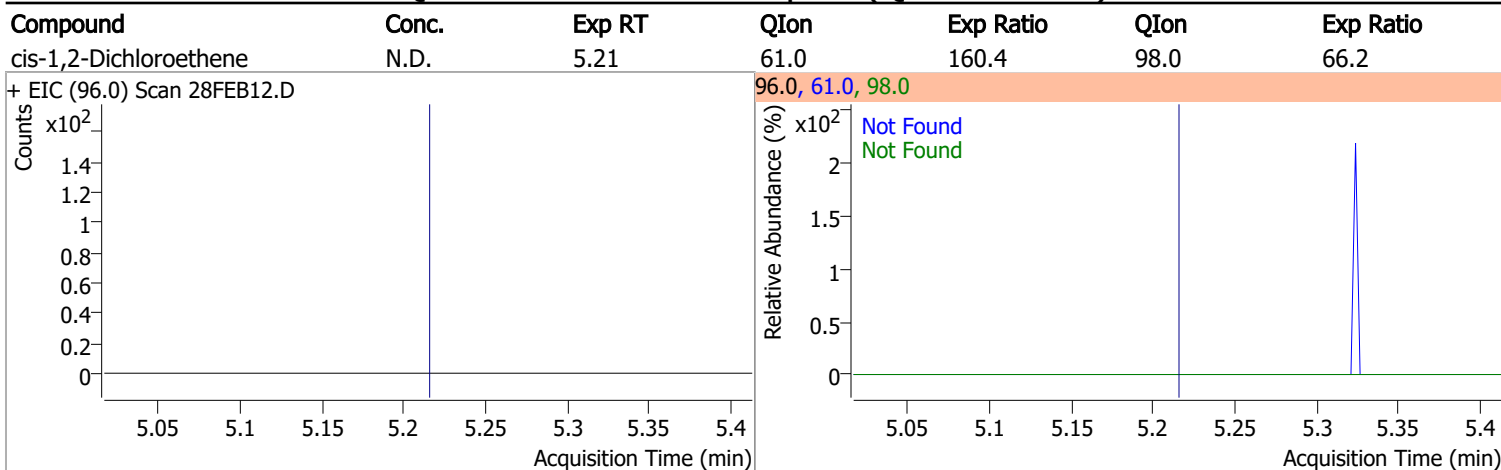 Compound Conc. Exp RT QIon Exp Ratio QIon Exp Ratio
cis-1,2-Dichloroethene N.D. 5.21 61.0 160.4 98.0 66.2
+ EIC (96.0) Scan 28FEB12.D
Counts
x10²
1.4
1.2
1
0.8
0.6
0.4
0.2
0
5.05 5.1 5.15 5.2 5.25 5.3 5.35 5.4
Acquisition Time (min)
96.0, 61.0, 98.0
Relative Abundance (%)
x10²
Not Found
Not Found
2
1.5
1
0.5
0
5.05 5.1 5.15 5.2 5.25 5.3 5.35 5.4
Acquisition Time (min)